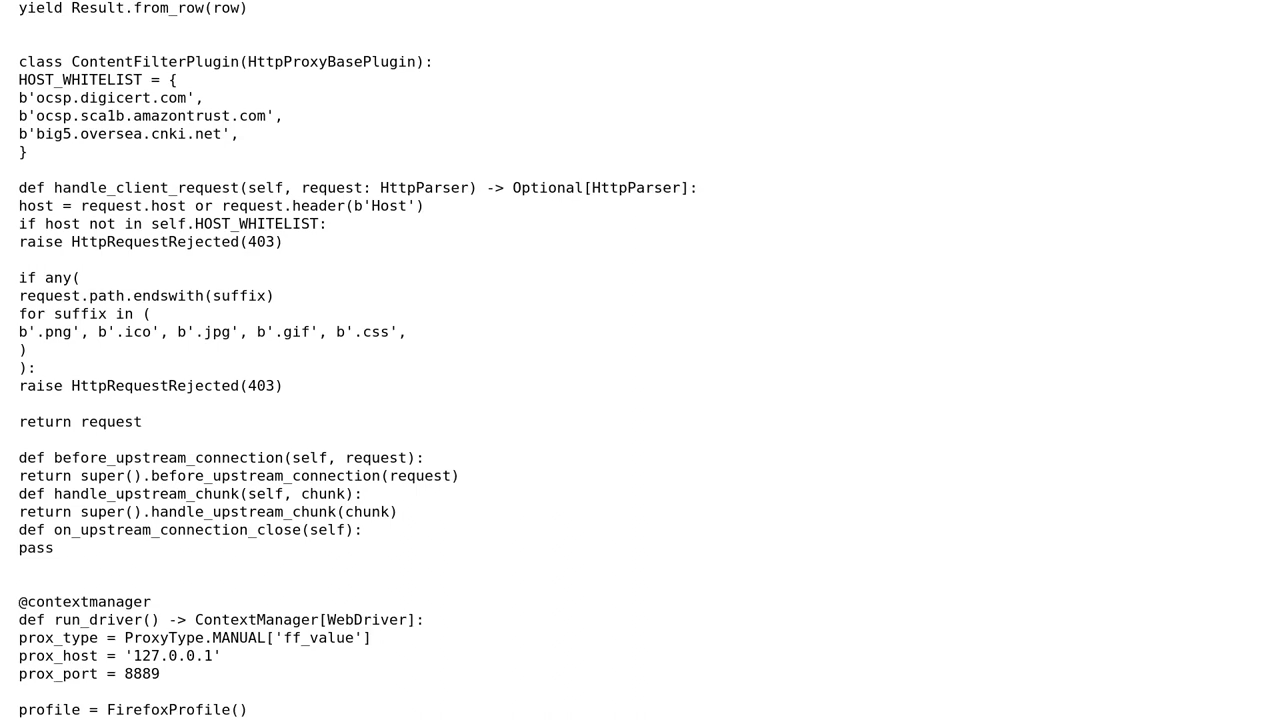 yield Result.from_row(row)
class ContentFilterPlugin(HttpProxyBasePlugin):
HOST_WHITELIST = {
b'ocsp.digicert.com',
b'ocsp.sca1b.amazontrust.com',
b'big5.oversea.cnki.net',
}
def handle_client_request(self, request: HttpParser) -> Optional[HttpParser]:
host = request.host or request.header(b'Host')
if host not in self.HOST_WHITELIST:
raise HttpRequestRejected(403)
if any(
request.path.endswith(suffix)
for suffix in (
b'.png', b'.ico', b'.jpg', b'.gif', b'.css',
)
):
raise HttpRequestRejected(403)
return request
def before_upstream_connection(self, request):
return super().before_upstream_connection(request)
def handle_upstream_chunk(self, chunk):
return super().handle_upstream_chunk(chunk)
def on_upstream_connection_close(self):
pass
@contextmanager
def run_driver() -> ContextManager[WebDriver]:
prox_type = ProxyType.MANUAL['ff_value']
prox_host = '127.0.0.1'
prox_port = 8889
profile = FirefoxProfile()